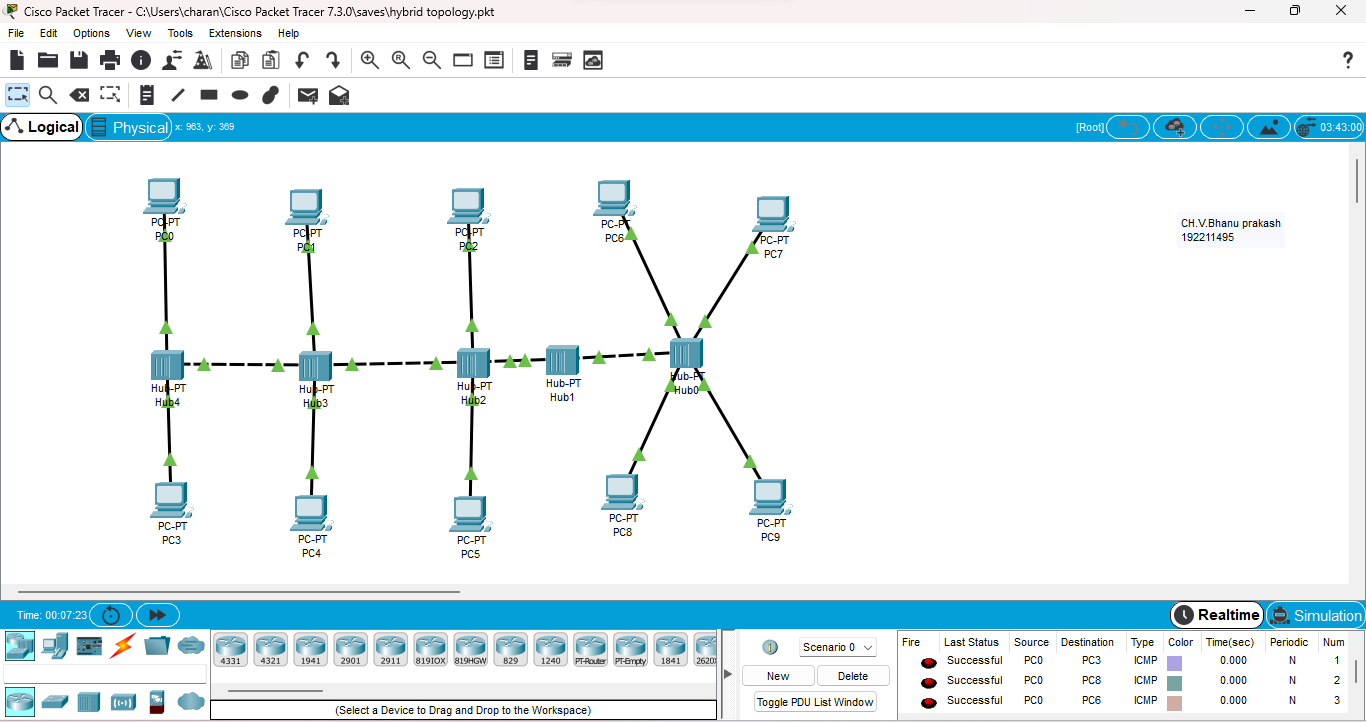 Cisco Packet Tracer - C:\Users\charan\Cisco Packet Tracer 7.3.0\saves\hybrid topology.pkt
File Edit Options View Tools Extensions Help
Logical Physical x: 963, y: 369 [Root] 03:43:00
PC-PT
PC0
PC-PT
PC1
PC-PT
PC2
PC-PT
PC6
PC-PT
PC7
CH.V.Bhanu prakash
192211495
Hub-PT
Hub4
Hub-PT
Hub3
Hub-PT
Hub2
Hub-PT
Hub1
Hub-PT
Hub0
PC-PT
PC3
PC-PT
PC4
PC-PT
PC5
PC-PT
PC8
PC-PT
PC9
Time: 00:07:23 Realtime Simulation
4331 4321 1941 2901 2911 819IOX 819HGW 829 1240 PT-Router PT-Empty 1841 2620X
(Select a Device to Drag and Drop to the Workspace)
Scenario 0
New Delete
Toggle PDU List Window
Fire Last Status Source Destination Type Color Time(sec) Periodic Num
Successful PC0 PC3 ICMP 0.000 N 1
Successful PC0 PC8 ICMP 0.000 N 2
Successful PC0 PC6 ICMP 0.000 N 3